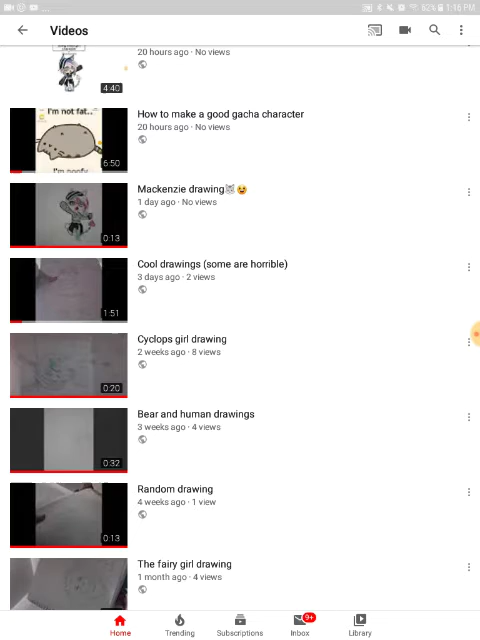 62% 1:16 PM
Videos
20 hours ago · No views
4:40
I'm not fat..
6:50
I'm poofy
How to make a good gacha character
20 hours ago · No views
Mackenzie drawing🐺😹
1 day ago · No views
0:13
Cool drawings (some are horrible)
3 days ago · 2 views
1:51
Cyclops girl drawing
2 weeks ago · 8 views
0:20
Bear and human drawings
3 weeks ago · 4 views
0:32
Random drawing
4 weeks ago · 1 view
0:13
The fairy girl drawing
1 month ago · 4 views
9+
Home
Trending
Subscriptions
Inbox
Library